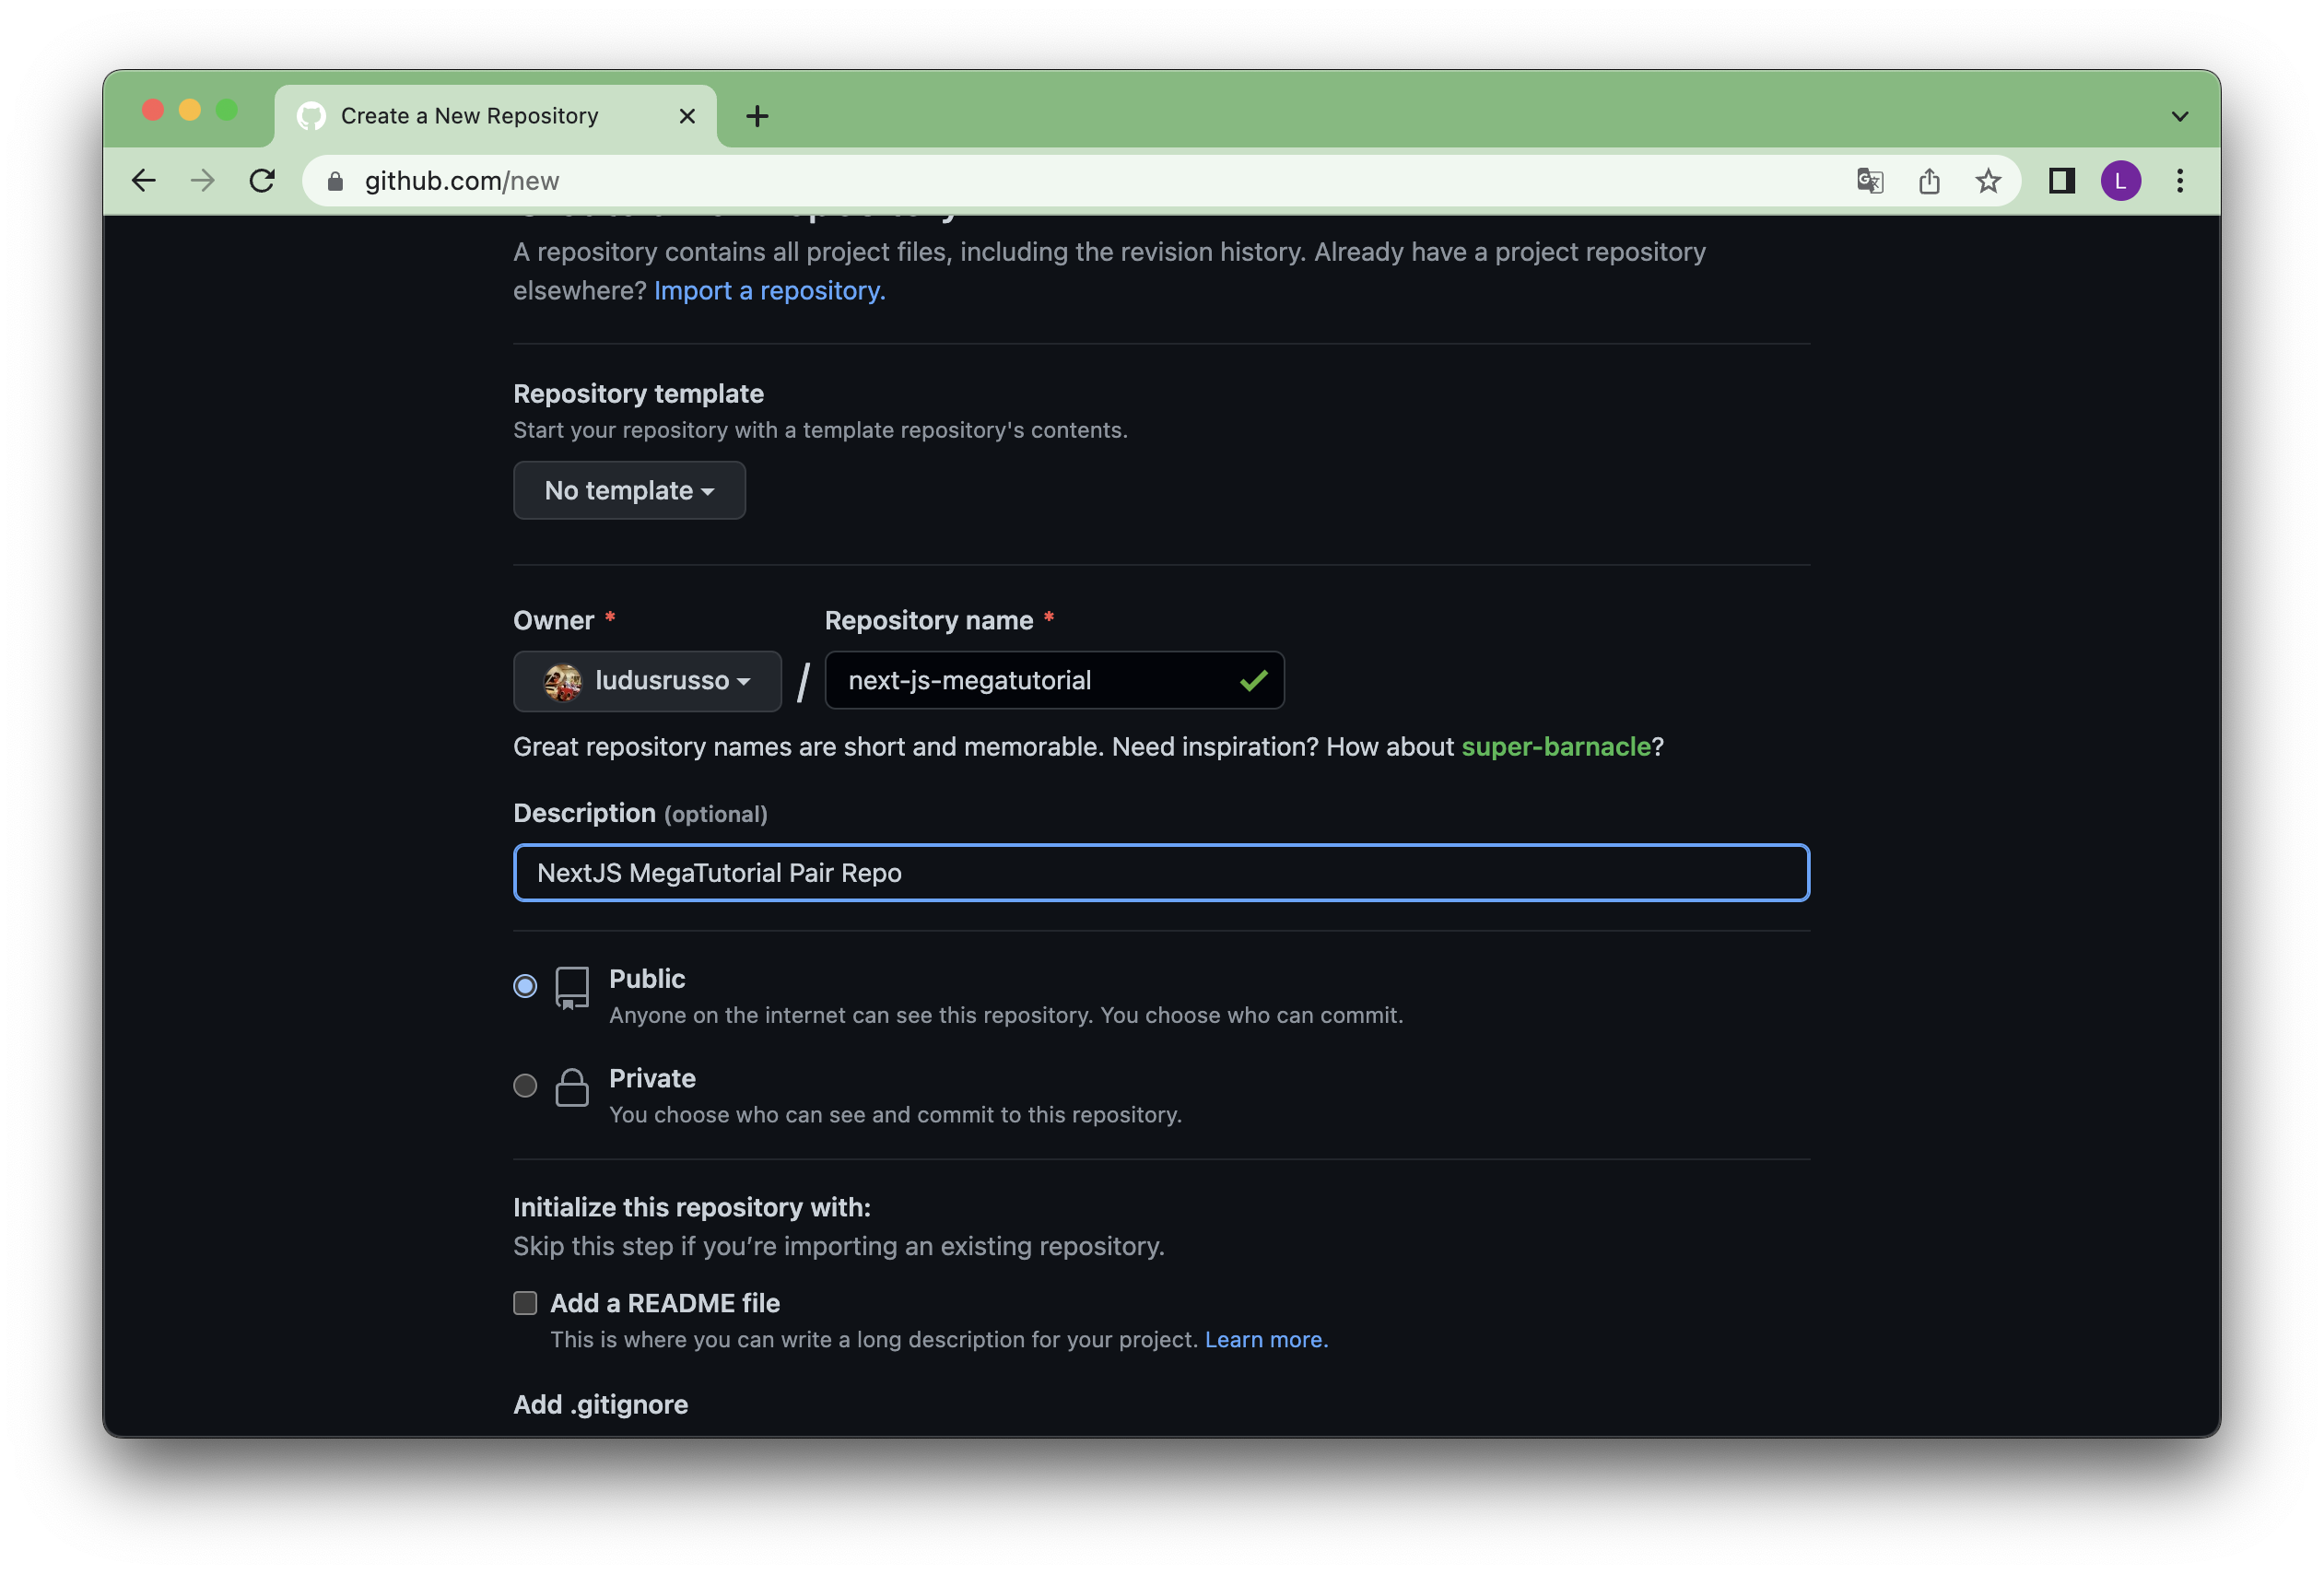 Create a New Repository
github.com/new
L
A repository contains all project files, including the revision history. Already have a project repository
elsewhere? Import a repository.
Repository template
Start your repository with a template repository's contents.
No template
Owner *
Repository name *
ludusrusso
/
next-js-megatutorial
Great repository names are short and memorable. Need inspiration? How about super-barnacle?
Description (optional)
NextJS MegaTutorial Pair Repo
Public
Anyone on the internet can see this repository. You choose who can commit.
Private
You choose who can see and commit to this repository.
Initialize this repository with:
Skip this step if you’re importing an existing repository.
Add a README file
This is where you can write a long description for your project. Learn more.
Add .gitignore